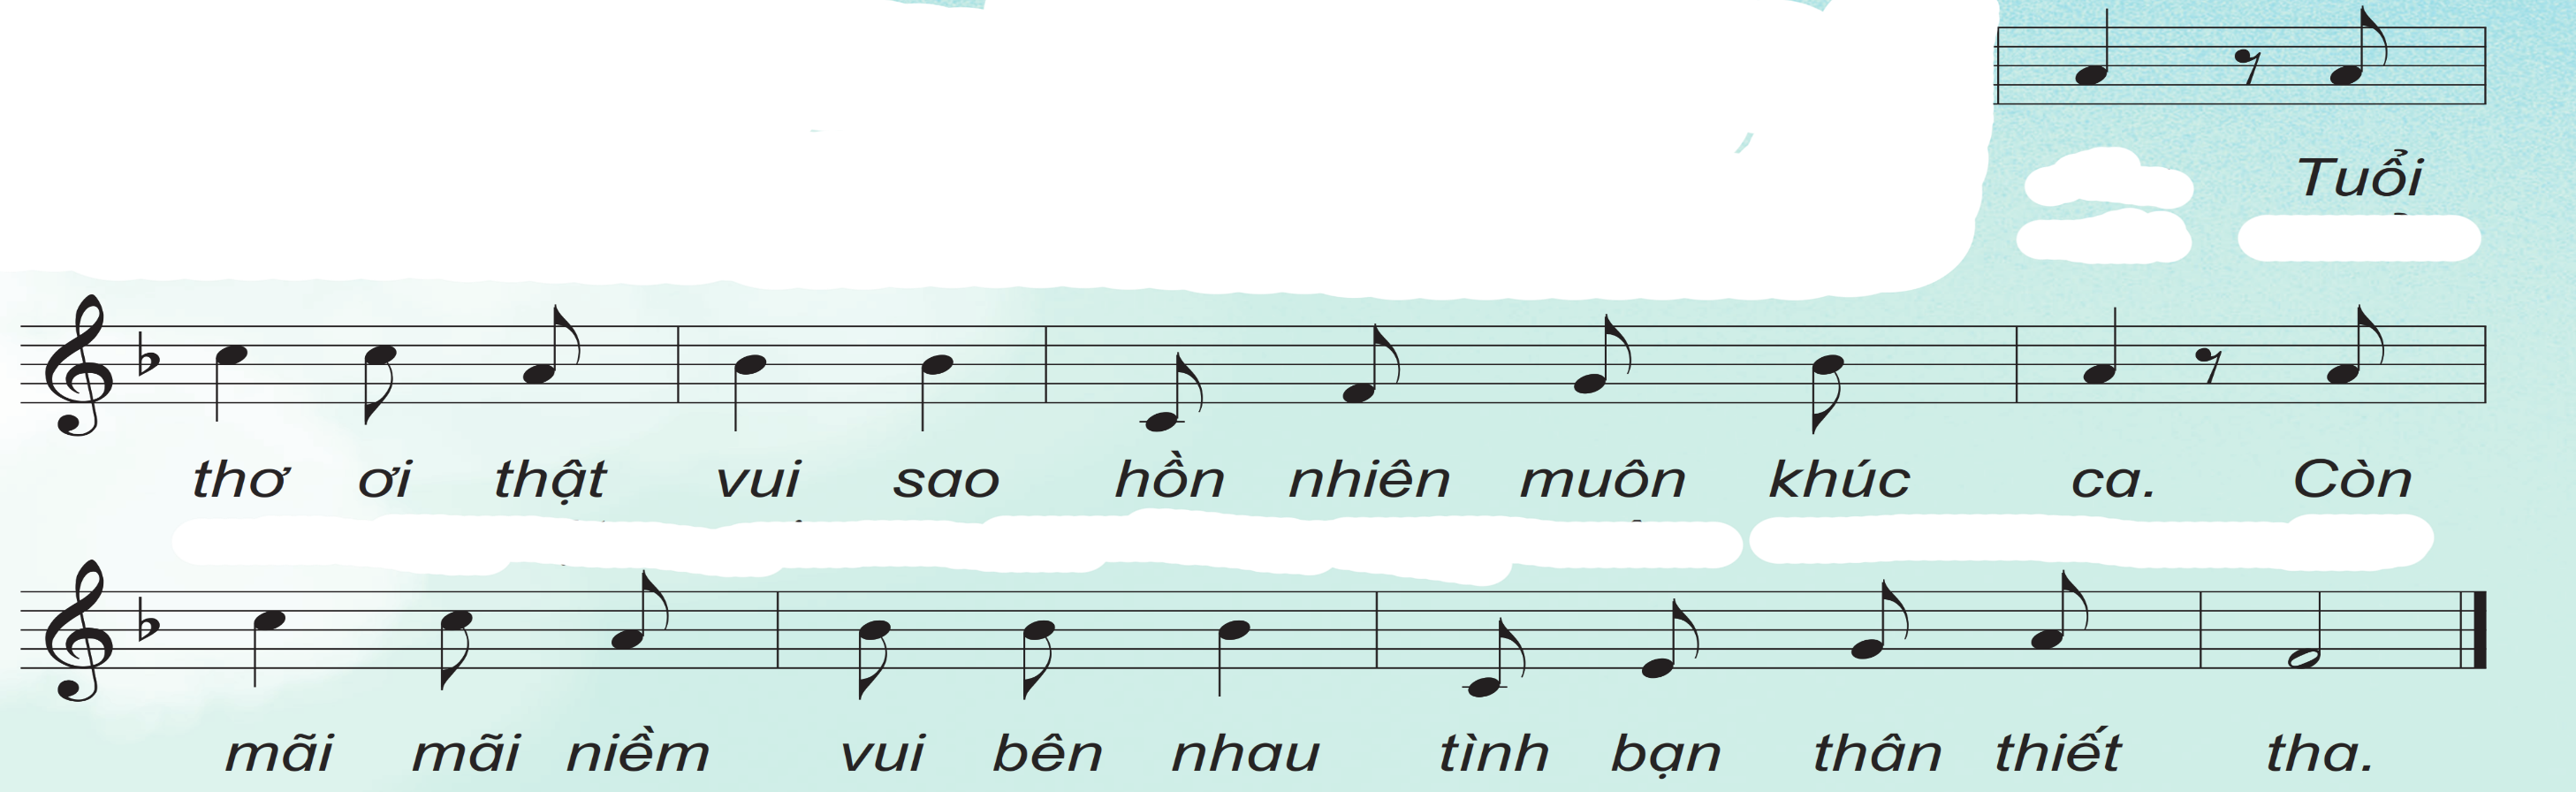 Tuổi
thơ ơi thật vui sao hồn nhiên muôn khúc ca. Còn
mãi mãi niềm vui bên nhau tình bạn thân thiết tha.